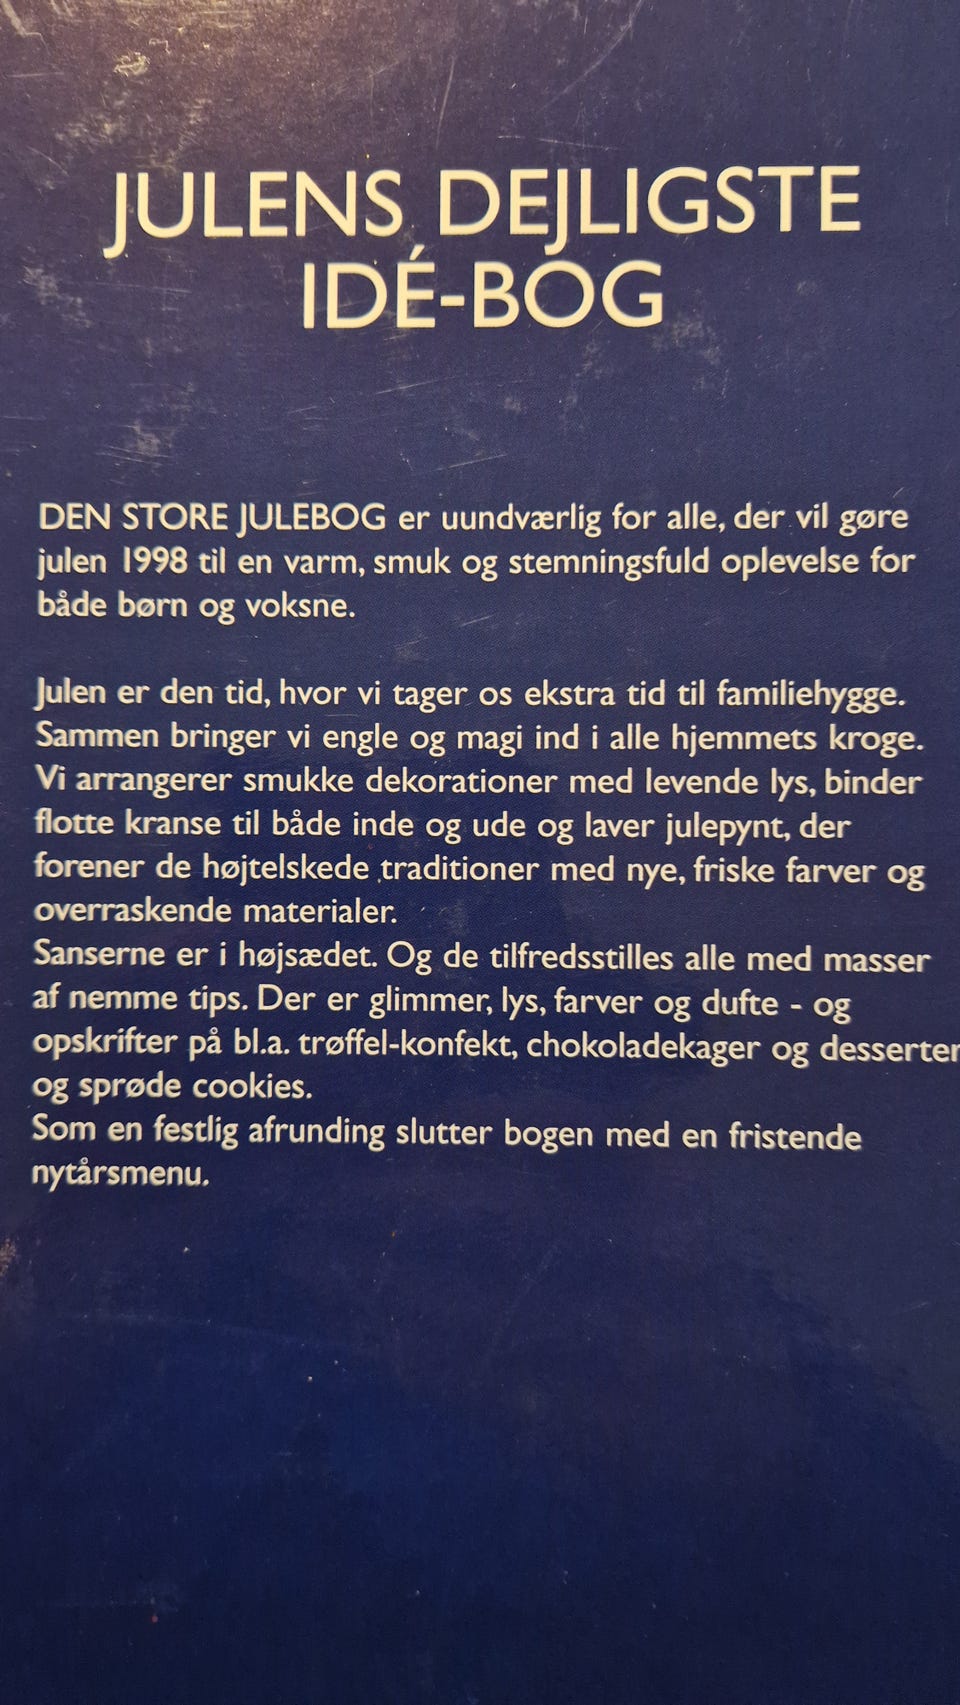 JULENS DEJLIGSTE
IDÉ-BOG
DEN STORE JULEBOG er uundværlig for alle, der vil gøre
julen 1998 til en varm, smuk og stemningsfuld oplevelse for
både børn og voksne.
Julen er den tid, hvor vi tager os ekstra tid til familiehygge.
Sammen bringer vi engle og magi ind i alle hjemmets kroge.
Vi arrangerer smukke dekorationer med levende lys, binder
flotte kranse til både inde og ude og laver julepynt, der
forener de højtelskede traditioner med nye, friske farver og
overraskende materialer.
Sanserne er i højsædet. Og de tilfredsstilles alle med masser
af nemme tips. Der er glimmer, lys, farver og dufte - og
opskrifter på bl.a. trøffel-konfekt, chokoladekager og desserter
og sprøde cookies.
Som en festlig afrunding slutter bogen med en fristende
nytårsmenu.